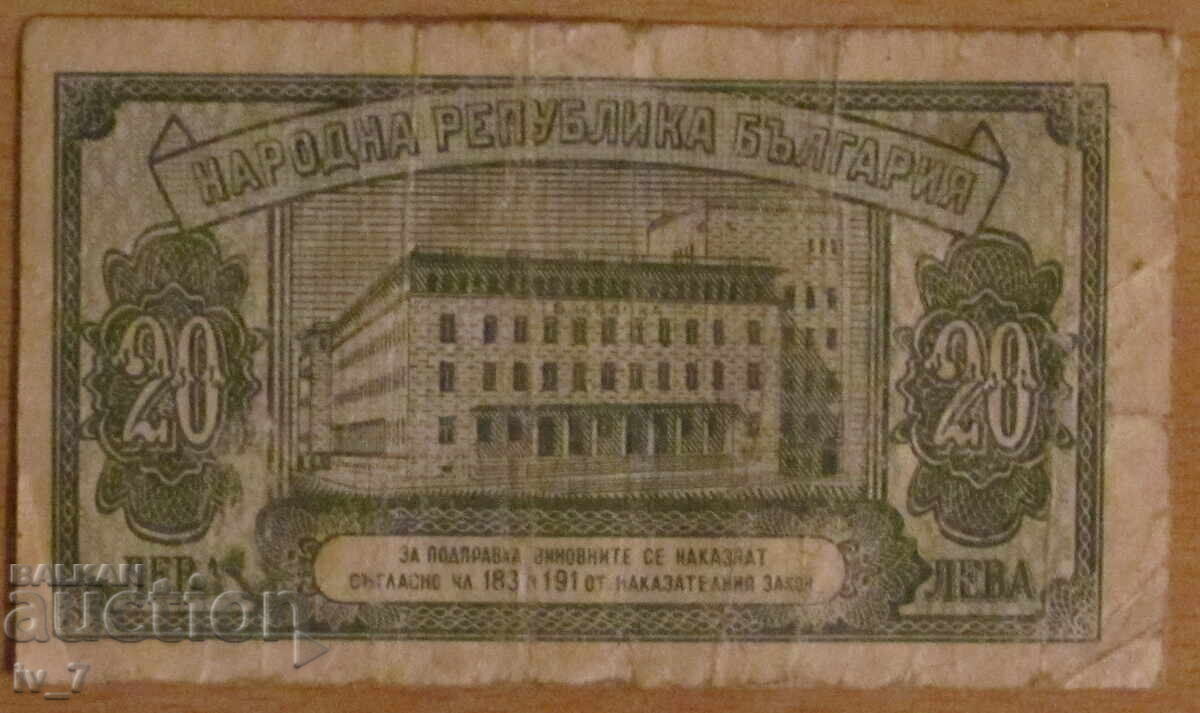 НАРОДНА РЕПУБЛИКА БЪЛГАРИЯ
20
20
ЛЕВА
ЛЕВА
ЗА ПОДПРАВКА ВИНОВНИТЕ СЕ НАКАЗВАТ
СЪГЛАСНО ЧЛ 183 И 191 ОТ НАКАЗАТЕЛНИЯ ЗАКОН
БАЛКАН
auction
iv_7